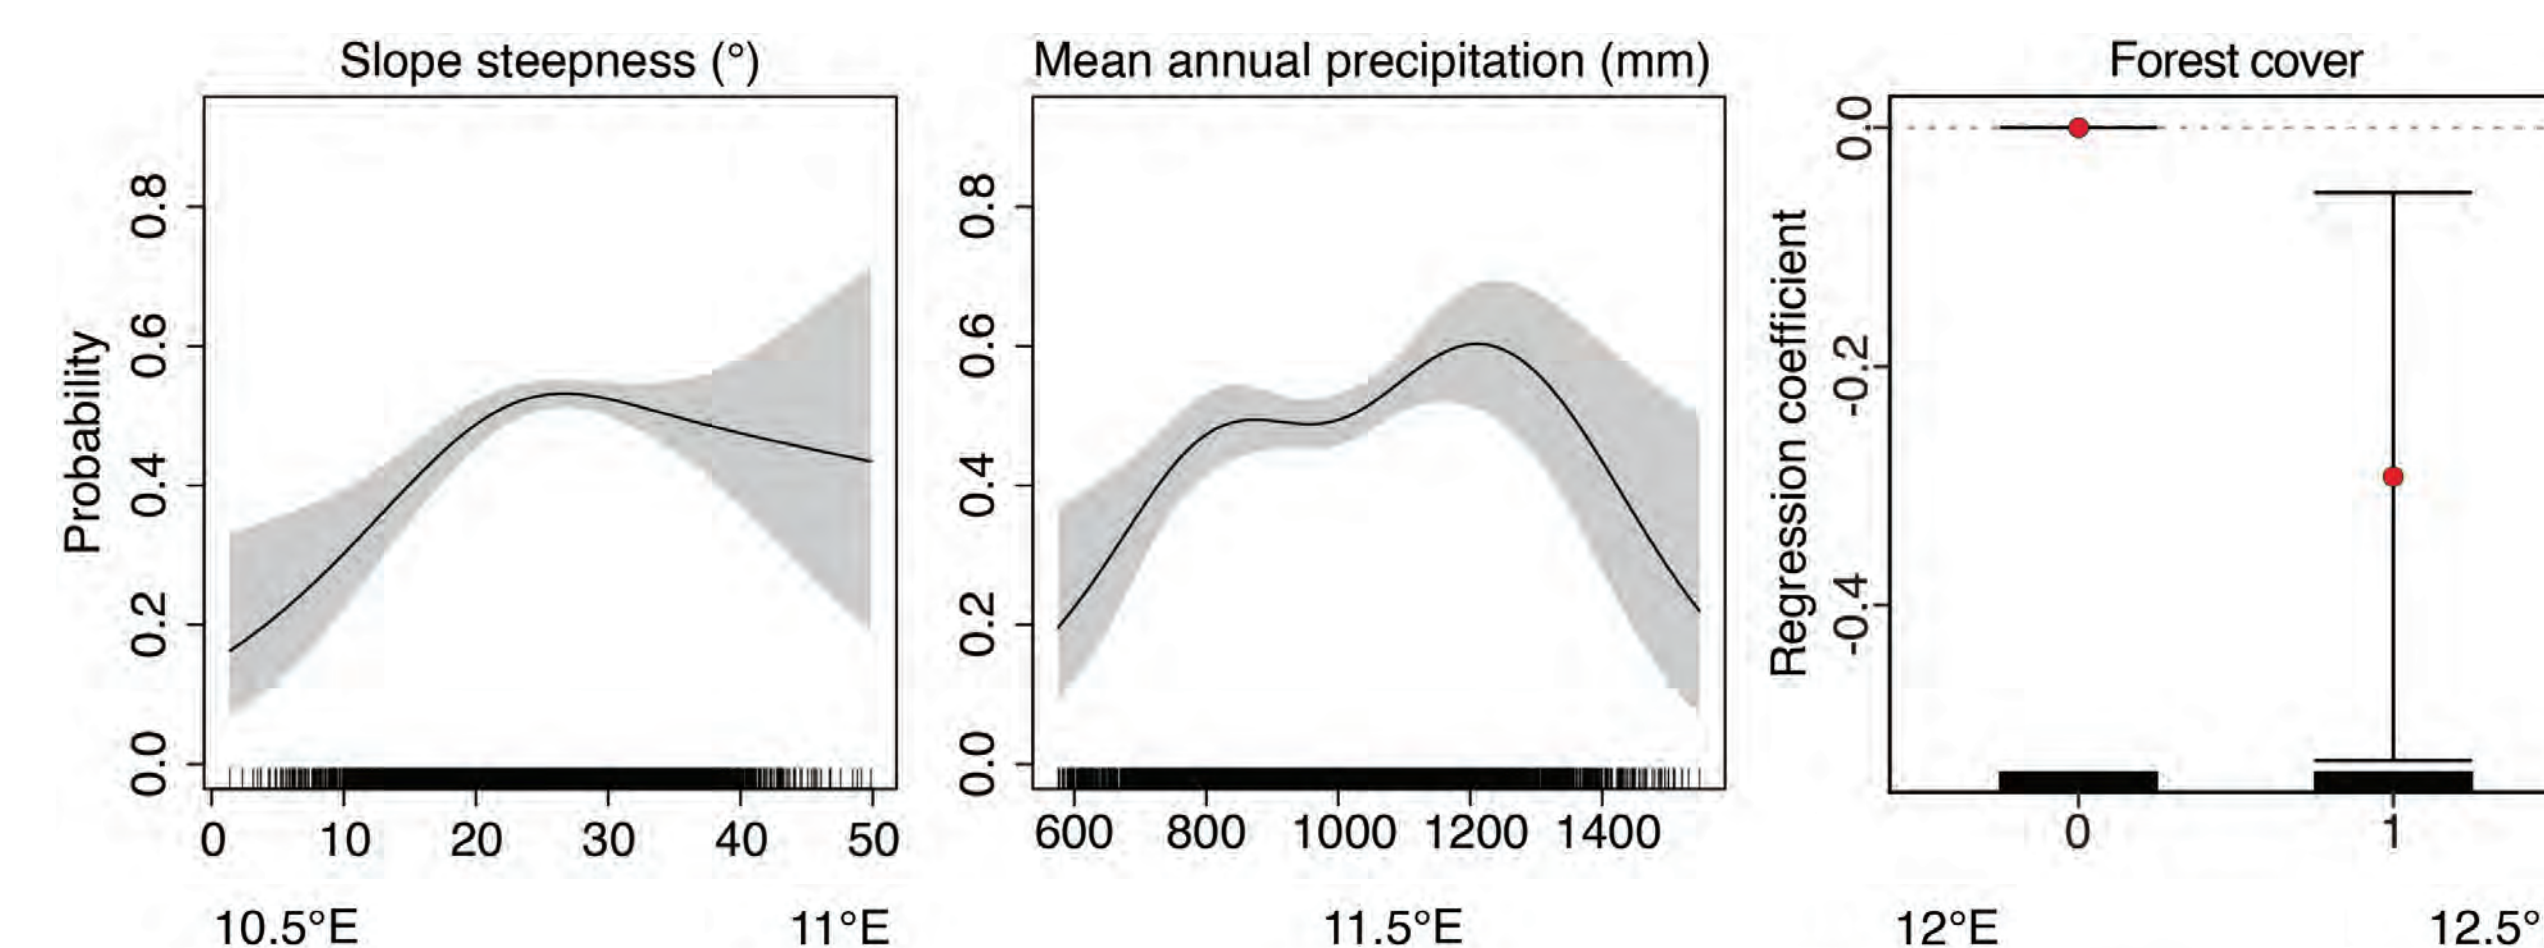 Slope steepness (°)
Mean annual precipitation (mm)
Forest cover
Probability
0.0 0.2 0.4 0.6 0.8
0 10 20 30 40 50
0.0 0.2 0.4 0.6 0.8
600 800 1000 1200 1400
Regression coefficient
-0.4 -0.2 0.0
0 1
10.5°E 11°E 11.5°E 12°E 12.5°